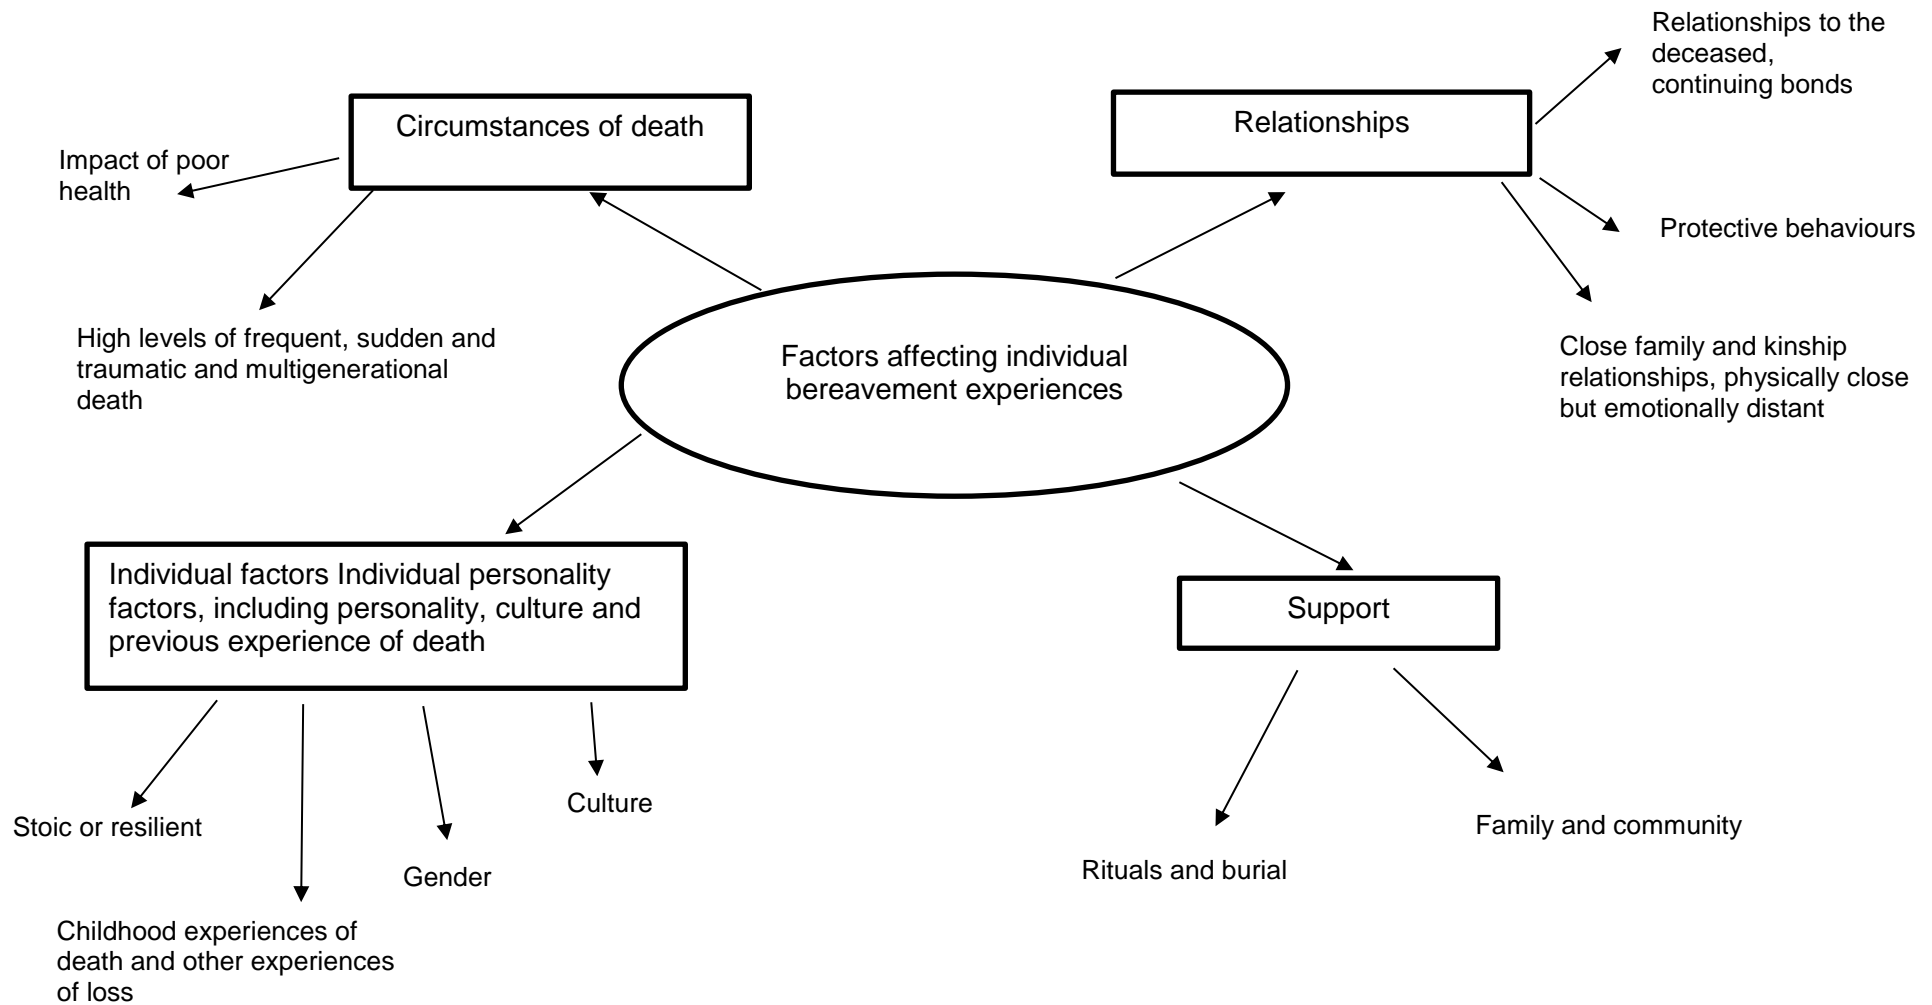 Relationships to the
deceased,
continuing bonds
Circumstances of death
Relationships
Impact of poor
health
Protective behaviours
High levels of frequent, sudden and
traumatic and multigenerational
death
Factors affecting individual
bereavement experiences
Close family and kinship
relationships, physically close
but emotionally distant
Individual factors Individual personality
factors, including personality, culture and
previous experience of death
Support
Stoic or resilient
Culture
Gender
Childhood experiences of
death and other experiences
of loss
Rituals and burial
Family and community